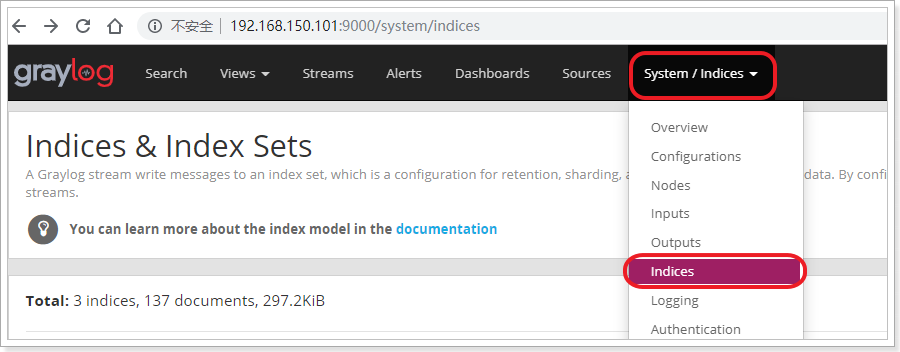 不安全 192.168.150.101:9000/system/indices
graylog Search Views Streams Alerts Dashboards Sources System / Indices
Overview
Configurations
Nodes
Inputs
Outputs
Indices
Logging
Authentication
Indices & Index Sets
A Graylog stream write messages to an index set, which is a configuration for retention, sharding, data. By confi
streams.
You can learn more about the index model in the documentation
Total: 3 indices, 137 documents, 297.2KiB